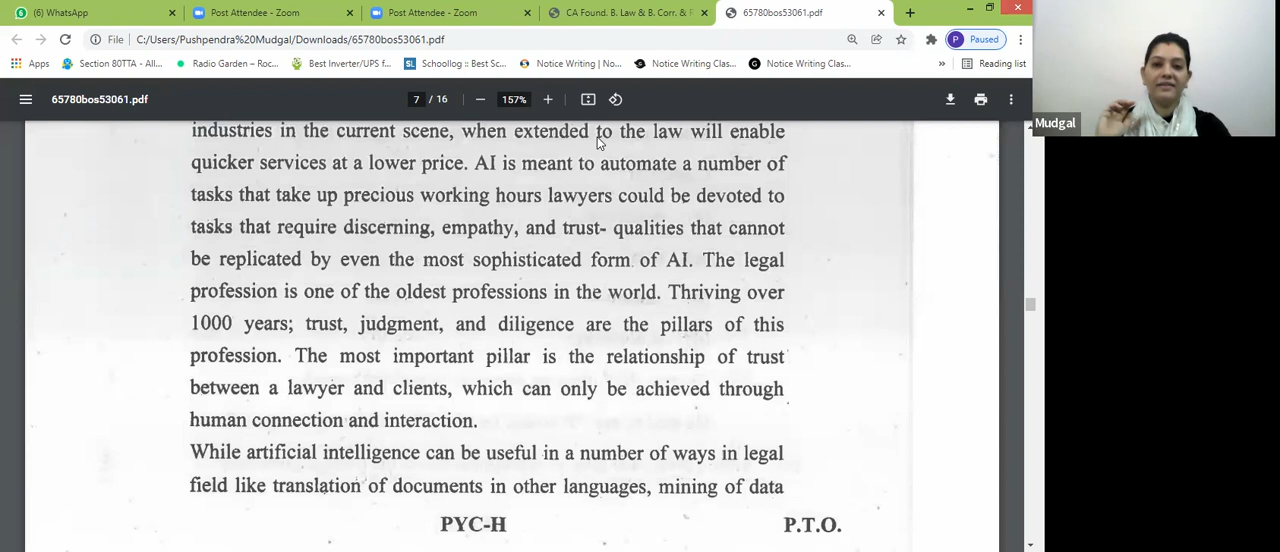 (6) WhatsApp
Post Attendee - Zoom
Post Attendee - Zoom
CA Found. B. Law & B. Corr. & F
65780bos53061.pdf
File
C:/Users/Pushpendra%20Mudgal/Downloads/65780bos53061.pdf
P
Paused
Apps
Section 80TTA - All...
Radio Garden – Roc...
Best Inverter/UPS f...
SL
Schoollog :: Best Sc...
Notice Writing | No...
Notice Writing Clas...
G
Notice Writing Clas...
»
Reading list
65780bos53061.pdf
7 / 16
157%
Mudgal
industries in the current scene, when extended to the law will enable
quicker services at a lower price. AI is meant to automate a number of
tasks that take up precious working hours lawyers could be devoted to
tasks that require discerning, empathy, and trust- qualities that cannot
be replicated by even the most sophisticated form of AI. The legal
profession is one of the oldest professions in the world. Thriving over
1000 years; trust, judgment, and diligence are the pillars of this
profession. The most important pillar is the relationship of trust
between a lawyer and clients, which can only be achieved through
human connection and interaction.
While artificial intelligence can be useful in a number of ways in legal
field like translation of documents in other languages, mining of data
PYC-H
P.T.O.